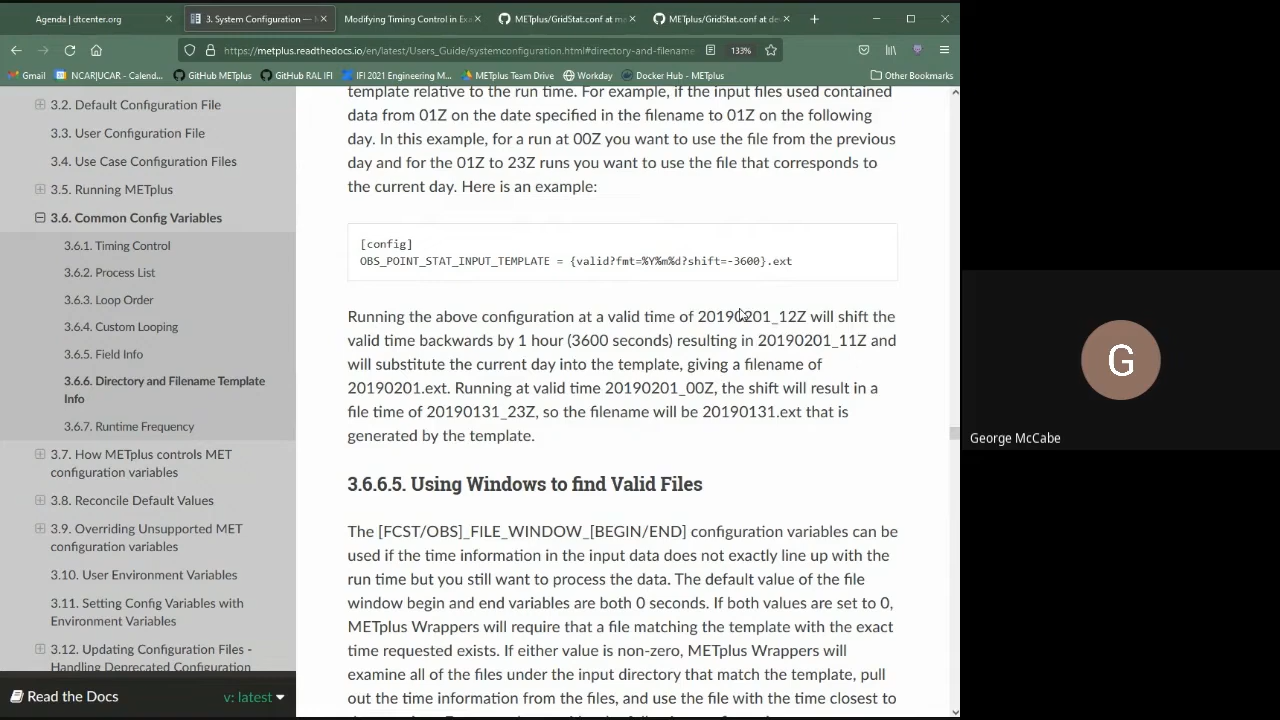 Agenda | dtcenter.org
3. System Configuration —
Modifying Timing Control in Exa
METplus/GridStat.conf at ma
METplus/GridStat.conf at de
https://metplus.readthedocs.io/en/latest/Users_Guide/systemconfiguration.html#directory-and-filename
133%
Gmail
NCAR|UCAR - Calend...
GitHub METplus
GitHub RAL IFI
IFI 2021 Engineering M...
METplus Team Drive
Workday
Docker Hub - METplus
Other Bookmarks
3.2. Default Configuration File
3.3. User Configuration File
3.4. Use Case Configuration Files
3.5. Running METplus
3.6. Common Config Variables
3.6.1. Timing Control
3.6.2. Process List
3.6.3. Loop Order
3.6.4. Custom Looping
3.6.5. Field Info
3.6.6. Directory and Filename Template
Info
3.6.7. Runtime Frequency
3.7. How METplus controls MET
configuration variables
3.8. Reconcile Default Values
3.9. Overriding Unsupported MET
configuration variables
3.10. User Environment Variables
3.11. Setting Config Variables with
Environment Variables
3.12. Updating Configuration Files -
Handling Deprecated Configuration
Read the Docs
v: latest
template relative to the run time. For example, if the input files used contained
data from 01Z on the date specified in the filename to 01Z on the following
day. In this example, for a run at 00Z you want to use the file from the previous
day and for the 01Z to 23Z runs you want to use the file that corresponds to
the current day. Here is an example:
[config]
OBS_POINT_STAT_INPUT_TEMPLATE = {valid?fmt=%Y%m%d?shift=-3600}.ext
Running the above configuration at a valid time of 20190201_12Z will shift the
valid time backwards by 1 hour (3600 seconds) resulting in 20190201_11Z and
will substitute the current day into the template, giving a filename of
20190201.ext. Running at valid time 20190201_00Z, the shift will result in a
file time of 20190131_23Z, so the filename will be 20190131.ext that is
generated by the template.
3.6.6.5. Using Windows to find Valid Files
The [FCST/OBS]_FILE_WINDOW_[BEGIN/END] configuration variables can be
used if the time information in the input data does not exactly line up with the
run time but you still want to process the data. The default value of the file
window begin and end variables are both 0 seconds. If both values are set to 0,
METplus Wrappers will require that a file matching the template with the exact
time requested exists. If either value is non-zero, METplus Wrappers will
examine all of the files under the input directory that match the template, pull
out the time information from the files, and use the file with the time closest to
G
George McCabe